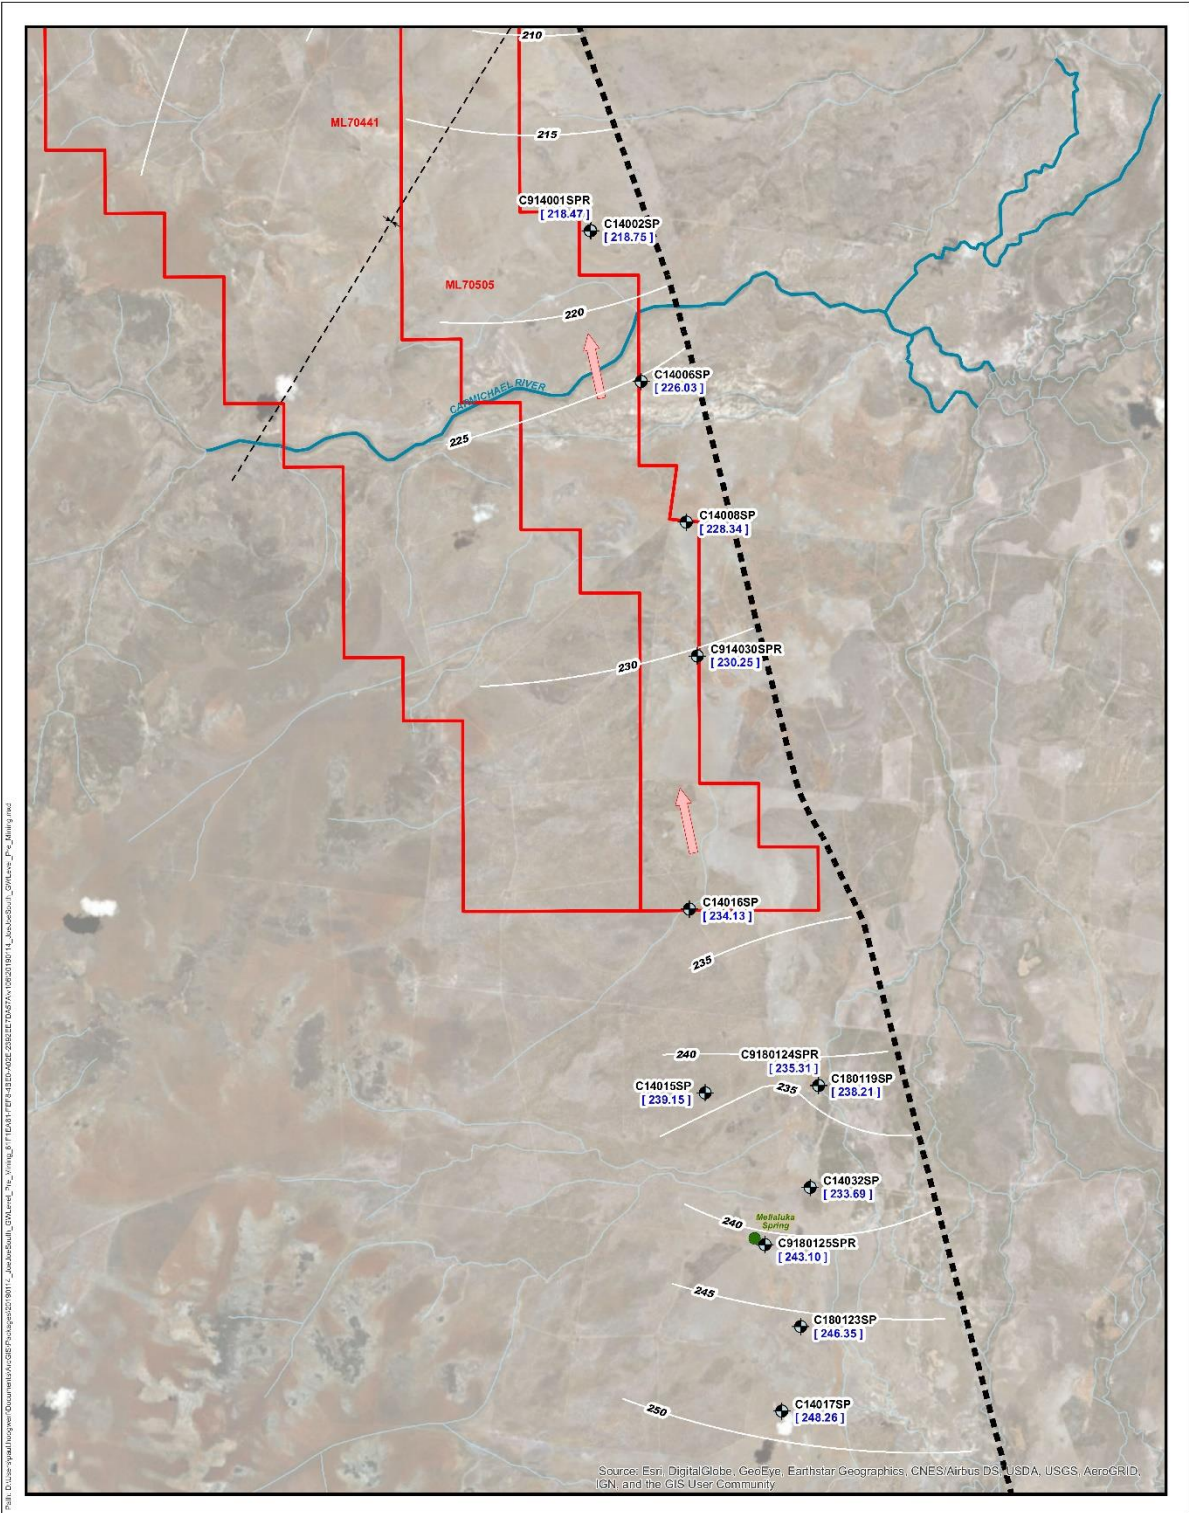 210
ML70441
215
C914001SPR
[ 218.47 ]
C14002SP
[ 218.75 ]
ML70505
220
C14006SP
[ 226.03 ]
CARMICHAEL RIVER
225
C14008SP
[ 228.34 ]
C914030SPR
[ 230.25 ]
230
C14016SP
[ 234.13 ]
235
240
C9180124SPR
[ 235.31 ]
C180119SP
[ 238.21 ]
C14015SP
[ 239.15 ]
235
C14032SP
[ 233.69 ]
240
Mellaluka
Spring
C9180125SPR
[ 243.10 ]
245
C180123SP
[ 246.35 ]
C14017SP
[ 248.26 ]
250
Source: Esri, DigitalGlobe, GeoEye, Earthstar Geographics, CNES/Airbus DS, USDA, USGS, AeroGRID,
IGN, and the GIS User Community